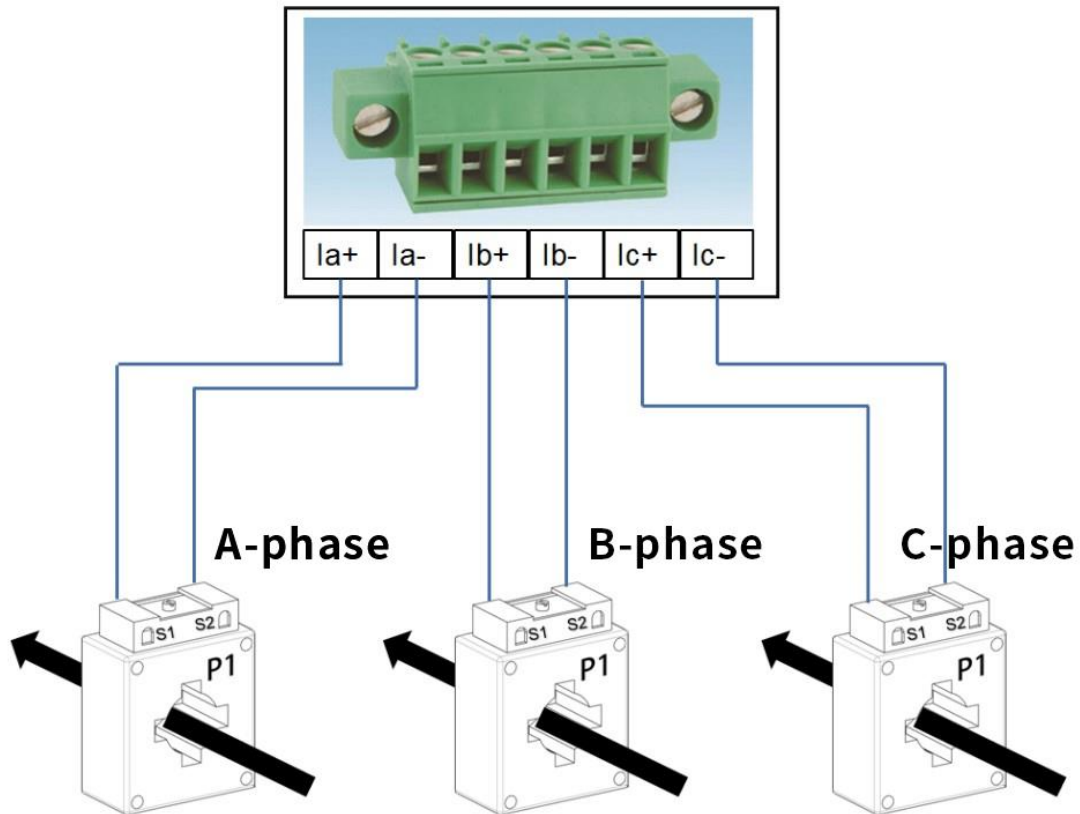 Ia+ Ia- Ib+ Ib- Ic+ Ic-
A-phase B-phase C-phase
S1 S2 S1 S2 S1 S2
P1 P1 P1